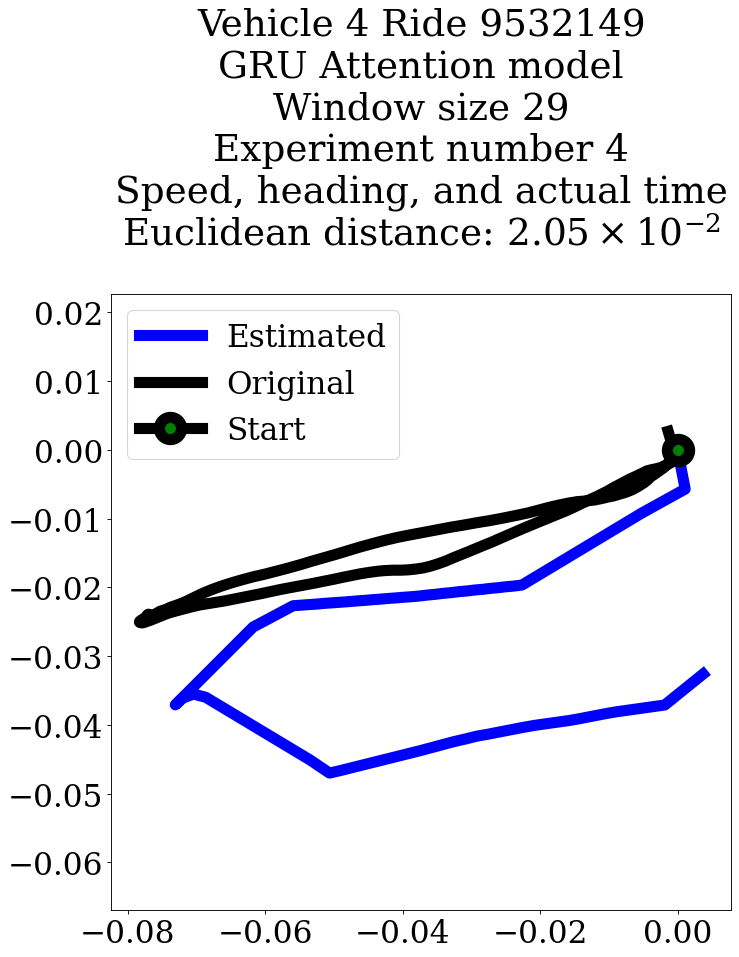 Vehicle 4 Ride 9532149
GRU Attention model
Window size 29
Experiment number 4
Speed, heading, and actual time
Euclidean distance: 2.05 × 10⁻²
Estimated
Original
Start
0.02
0.01
0.00
−0.01
−0.02
−0.03
−0.04
−0.05
−0.06
−0.08
−0.06
−0.04
−0.02
0.00